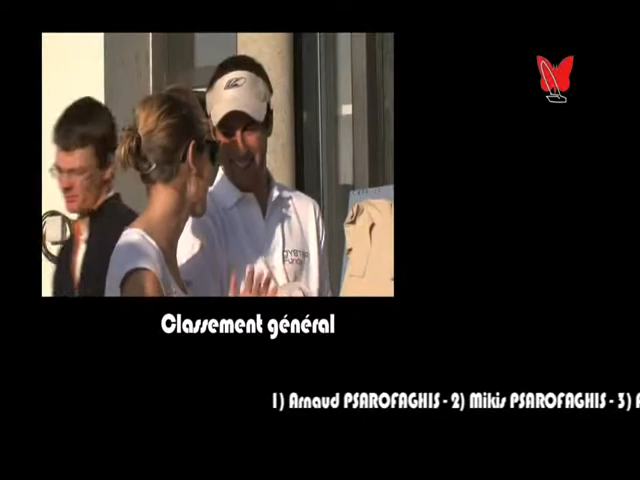 Classement général
1) Arnaud PSAROFAGHIS - 2) Mikis PSAROFAGHIS - 3)